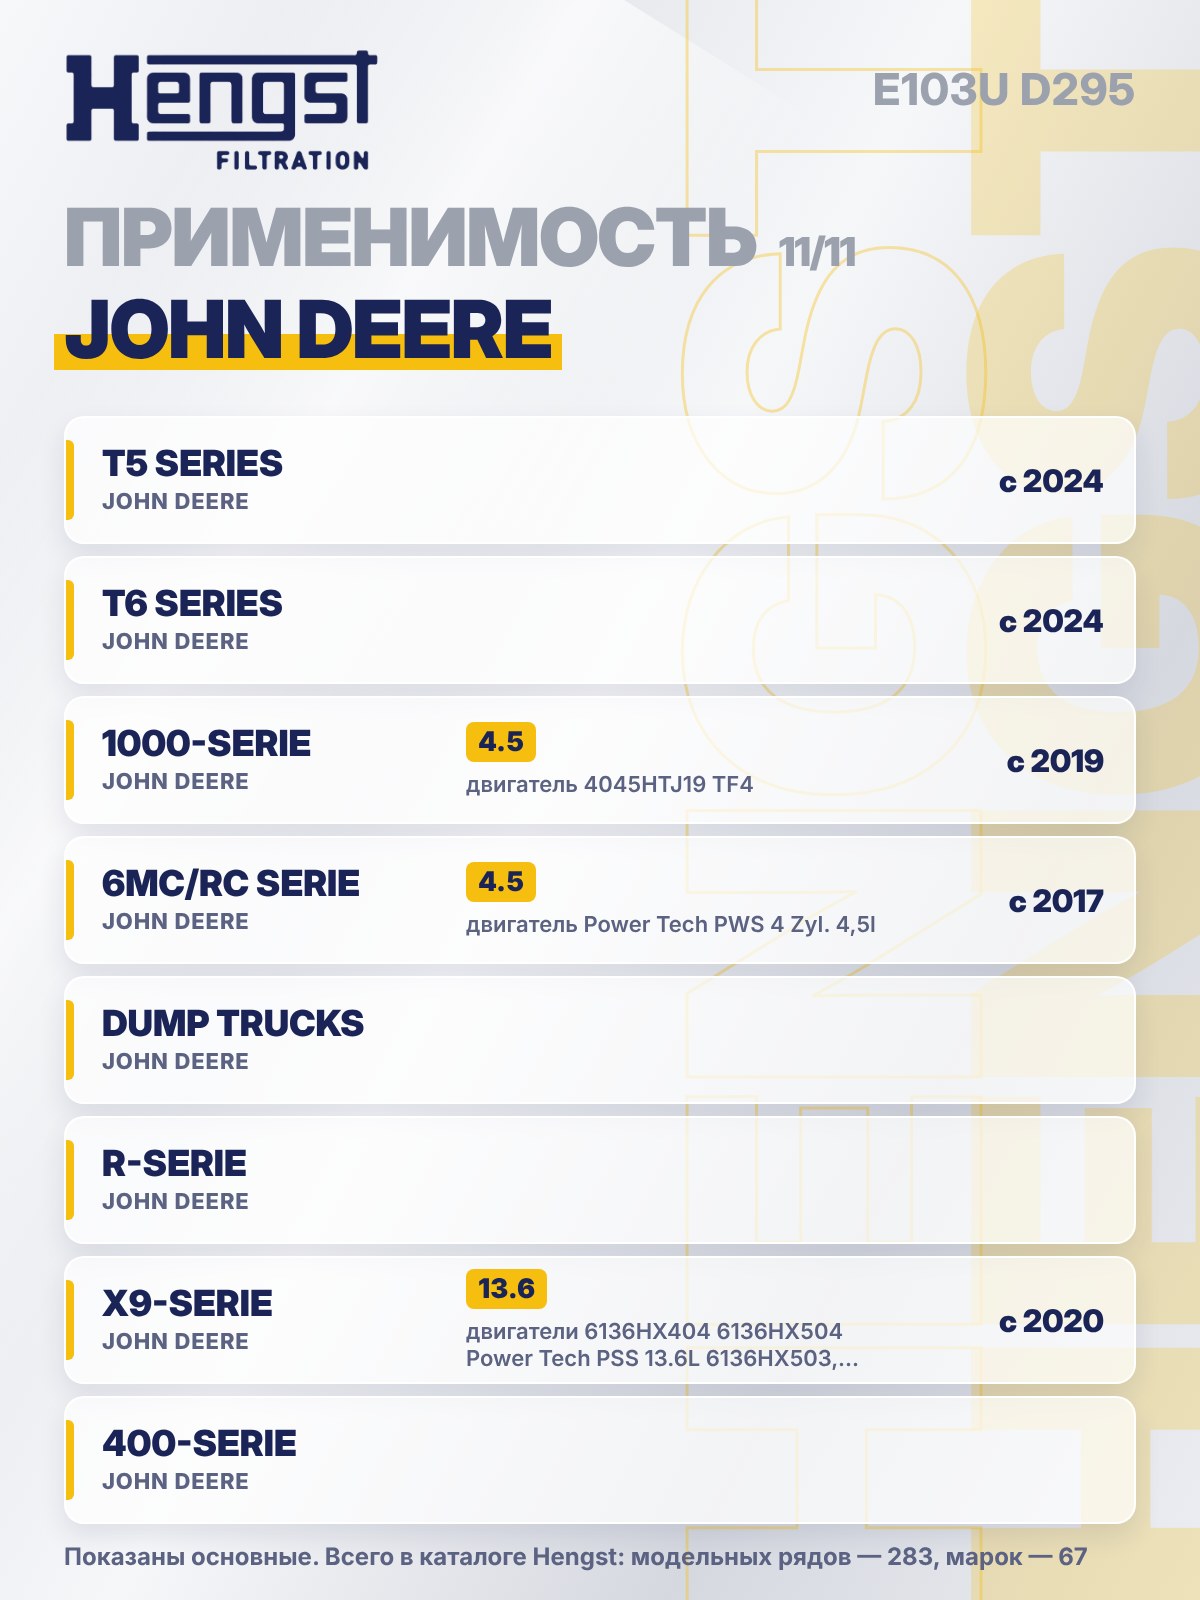 Hengst
FILTRATION
E103U D295
ПРИМЕНИМОСТЬ 11/11
JOHN DEERE
T5 SERIES
JOHN DEERE
с 2024
T6 SERIES
JOHN DEERE
с 2024
1000-SERIE
JOHN DEERE
4.5
двигатель 4045HTJ19 TF4
с 2019
6MC/RC SERIE
JOHN DEERE
4.5
двигатель Power Tech PWS 4 Zyl. 4,5l
с 2017
DUMP TRUCKS
JOHN DEERE
R-SERIE
JOHN DEERE
X9-SERIE
JOHN DEERE
13.6
двигатели 6136HX404 6136HX504
Power Tech PSS 13.6L 6136HX503,...
с 2020
400-SERIE
JOHN DEERE
Показаны основные. Всего в каталоге Hengst: модельных рядов — 283, марок — 67
HENGST
HENGST